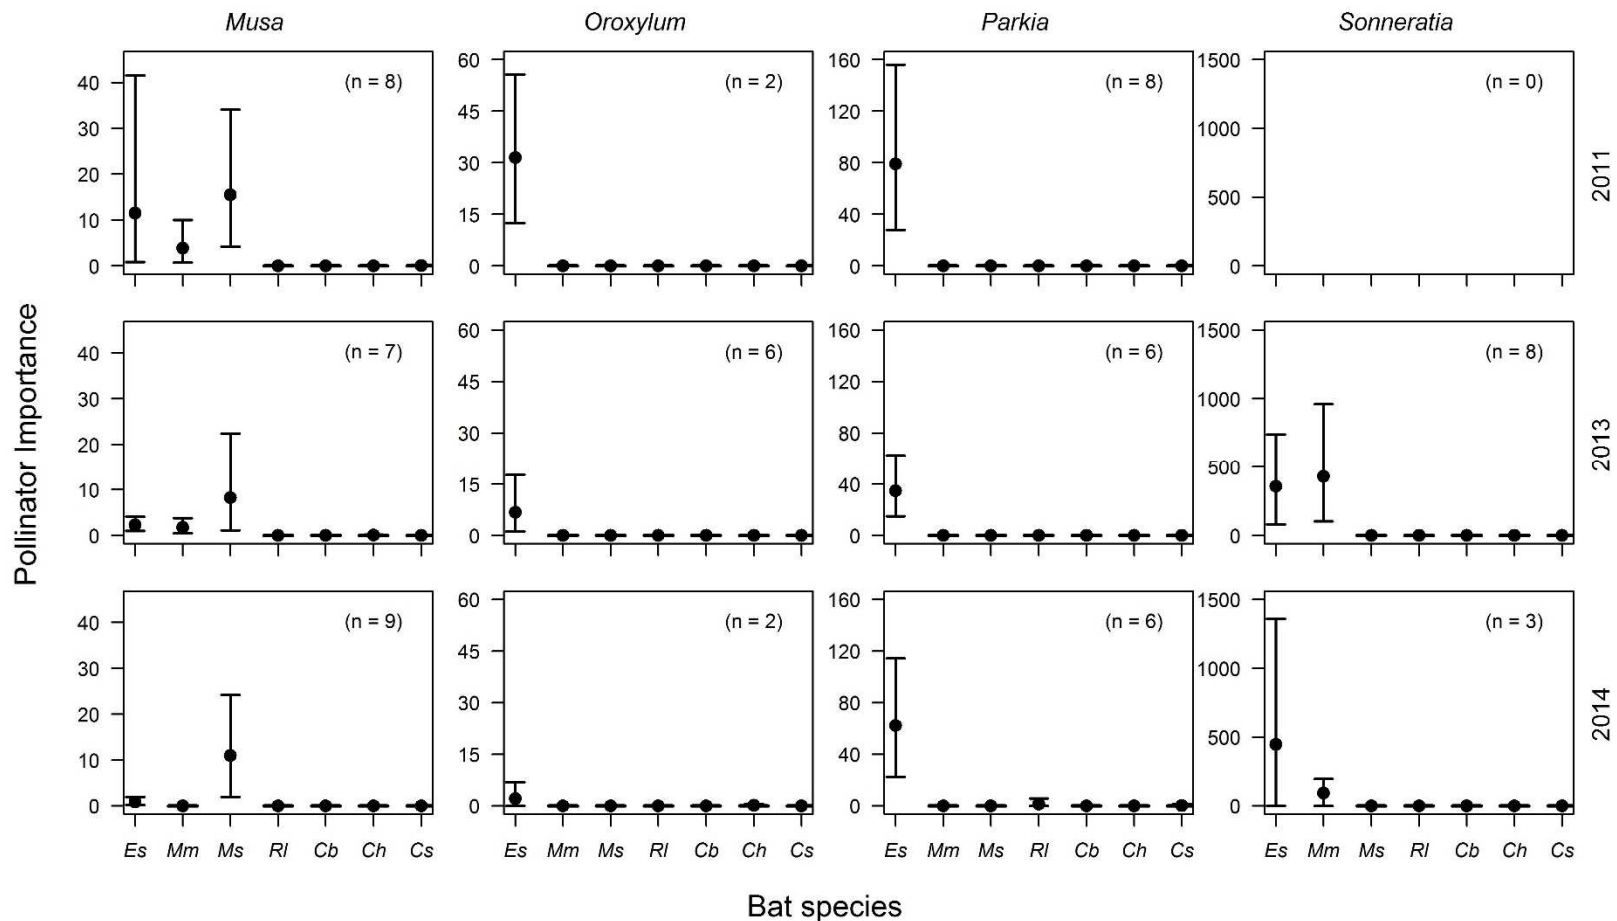 Musa Oroxylum Parkia Sonneratia
40 30 20 10 0 (n = 8)
60 45 30 15 0 (n = 2)
160 120 80 40 0 (n = 8)
1500 1000 500 0 (n = 0)
2011
40 30 20 10 0 (n = 7)
60 45 30 15 0 (n = 6)
160 120 80 40 0 (n = 6)
1500 1000 500 0 (n = 8)
2013
Pollinator Importance
40 30 20 10 0 (n = 9)
60 45 30 15 0 (n = 2)
160 120 80 40 0 (n = 6)
1500 1000 500 0 (n = 3)
2014
Es Mm Ms Rl Cb Ch Cs Es Mm Ms Rl Cb Ch Cs Es Mm Ms Rl Cb Ch Cs Es Mm Ms Rl Cb Ch Cs
Bat species